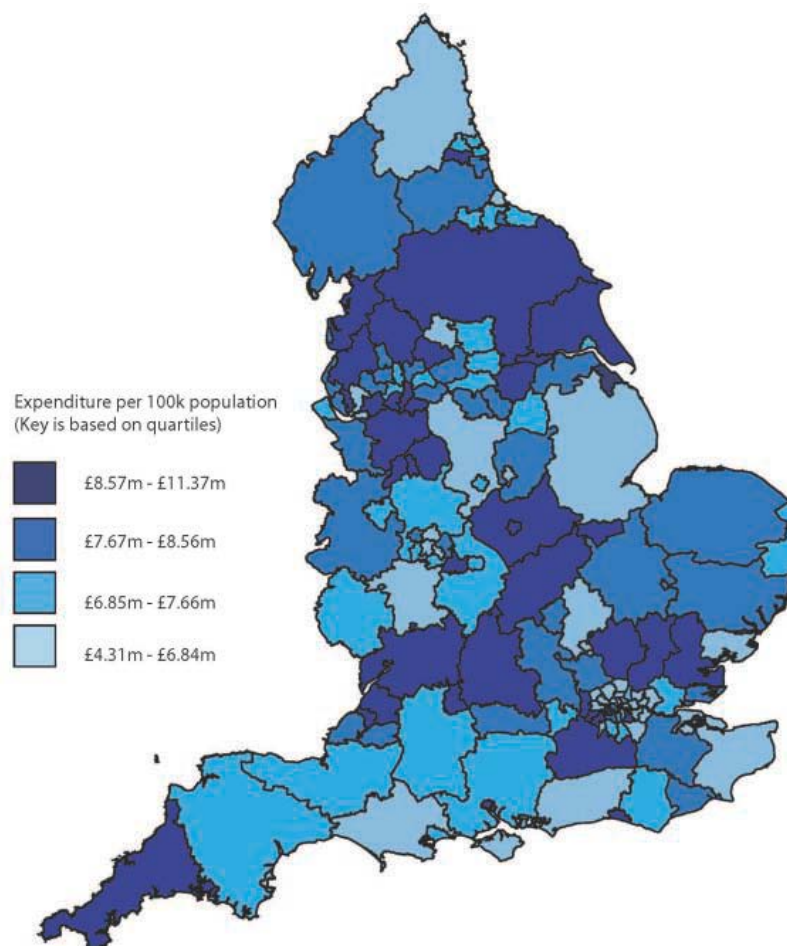 Expenditure per 100k population
(Key is based on quartiles)
£8.57m - £11.37m
£7.67m - £8.56m
£6.85m - £7.66m
£4.31m - £6.84m